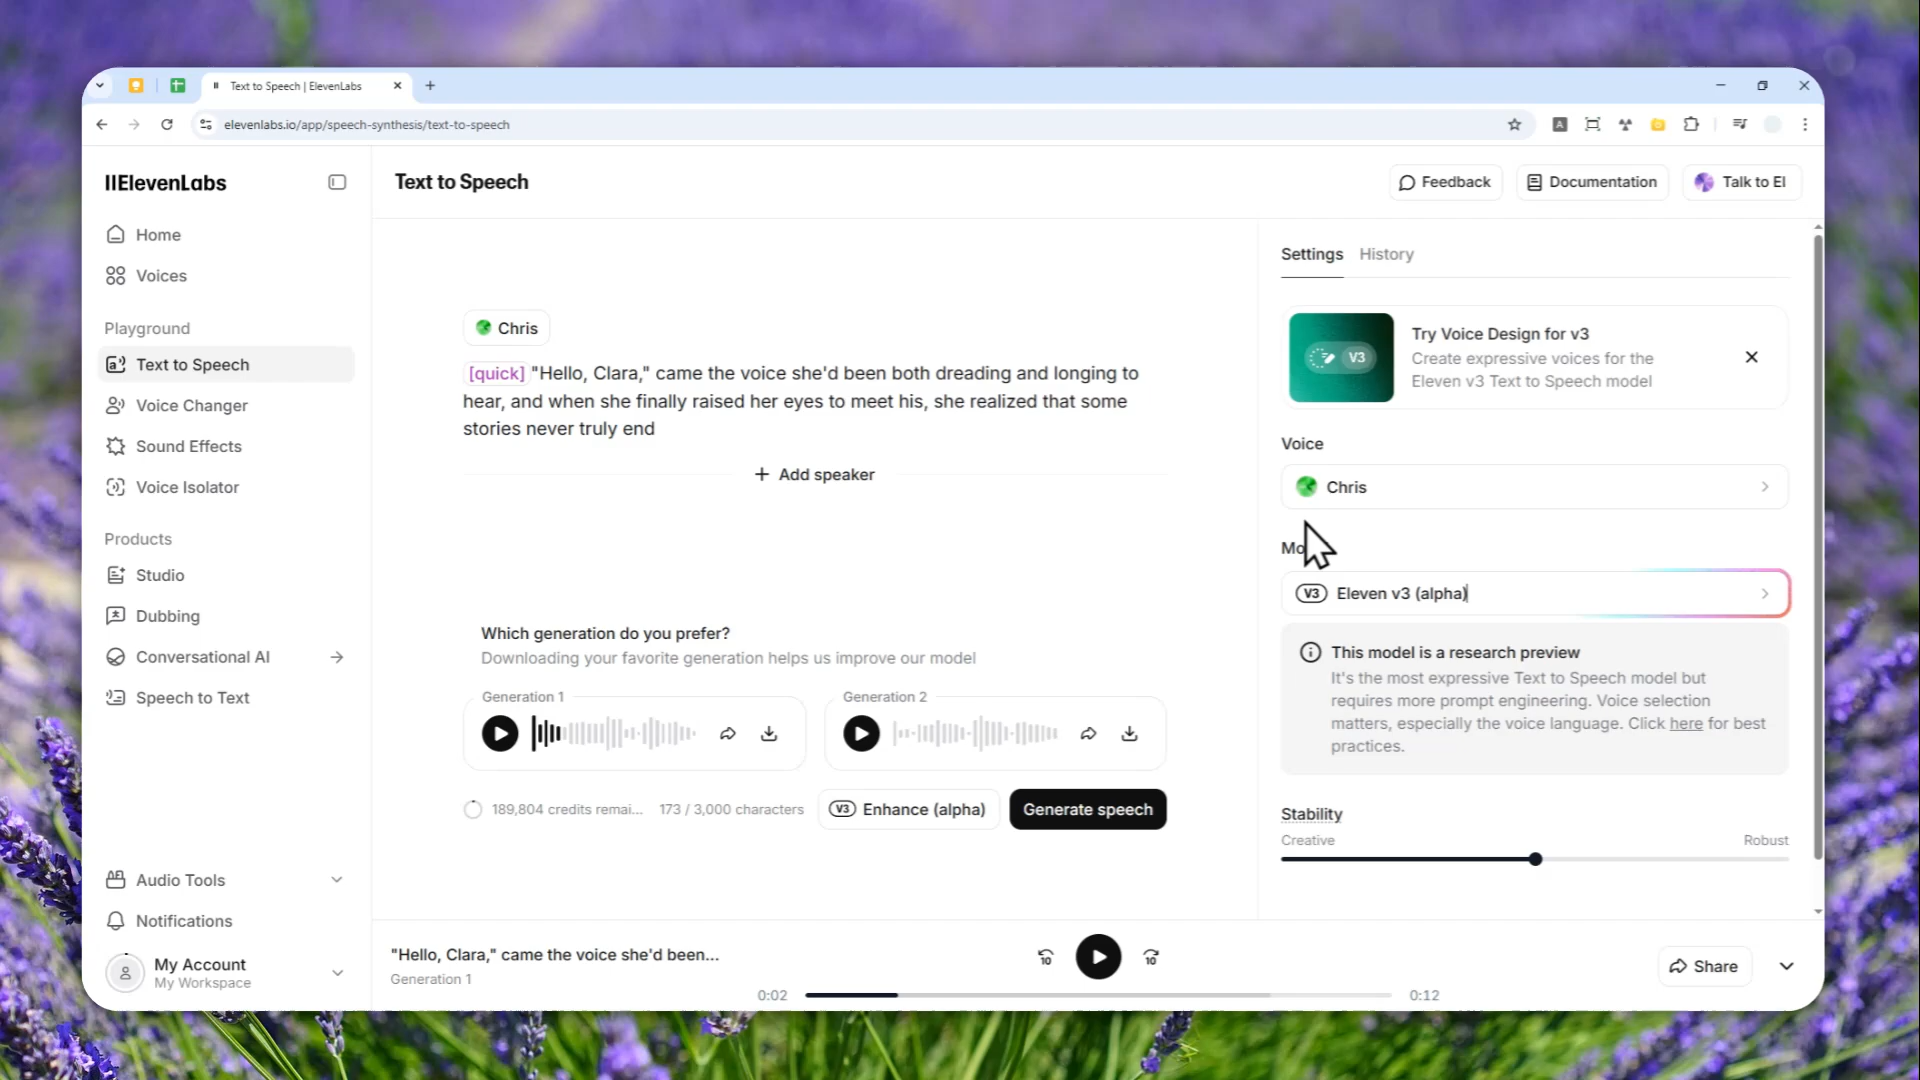 Text to Speech | ElevenLabs
elevenlabs.io/app/speech-synthesis/text-to-speech
A
IIElevenLabs
Text to Speech
Feedback
Documentation
Talk to EI
Home
Voices
Playground
Text to Speech
Voice Changer
Sound Effects
Voice Isolator
Products
Studio
Dubbing
Conversational AI
Speech to Text
Audio Tools
Notifications
My Account
My Workspace
Chris
[quick] "Hello, Clara," came the voice she'd been both dreading and longing to
hear, and when she finally raised her eyes to meet his, she realized that some
stories never truly end
+ Add speaker
Which generation do you prefer?
Downloading your favorite generation helps us improve our model
Generation 1
Generation 2
189,804 credits remai...
173 / 3,000 characters
V3 Enhance (alpha)
Generate speech
Settings
History
V3
Try Voice Design for v3
Create expressive voices for the
Eleven v3 Text to Speech model
Voice
Chris
Mo
V3 Eleven v3 (alpha)
This model is a research preview
It's the most expressive Text to Speech model but
requires more prompt engineering. Voice selection
matters, especially the voice language. Click here for best
practices.
Stability
Creative
Robust
"Hello, Clara," came the voice she'd been...
Generation 1
10
10
0:02
0:12
Share